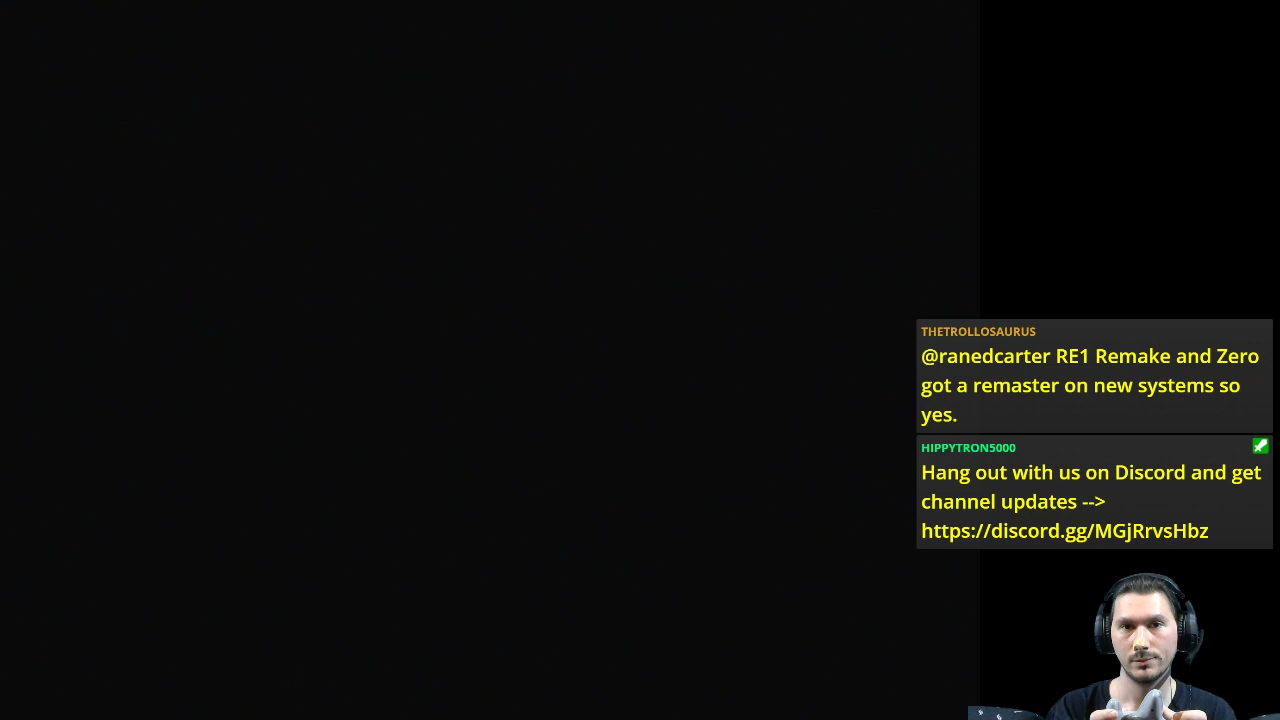 THETROLLOSAURUS
@ranedcarter RE1 Remake and Zero
got a remaster on new systems so
yes.
HIPPYTRON5000
Hang out with us on Discord and get
channel updates -->
https://discord.gg/MGjRrvsHbz